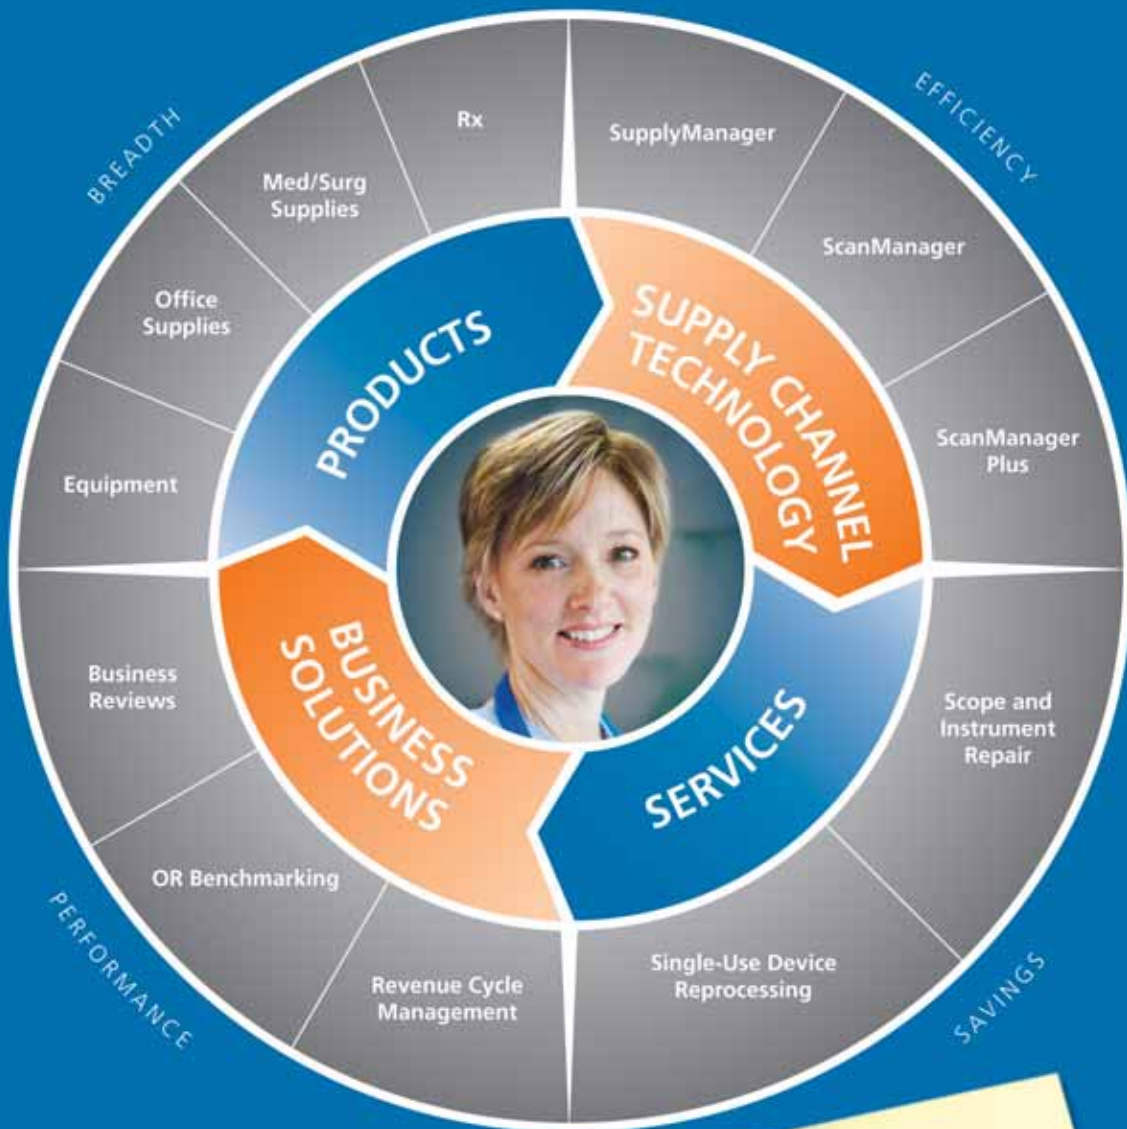 BREADTH
EFFICIENCY
PERFORMANCE
SAVINGS
PRODUCTS
Rx
Med/Surg
Supplies
Office
Supplies
Equipment
SUPPLY CHANNEL
TECHNOLOGY
SupplyManager
ScanManager
ScanManager
Plus
SERVICES
Scope and
Instrument
Repair
Single-Use Device
Reprocessing
BUSINESS
SOLUTIONS
Business
Reviews
OR Benchmarking
Revenue Cycle
Management